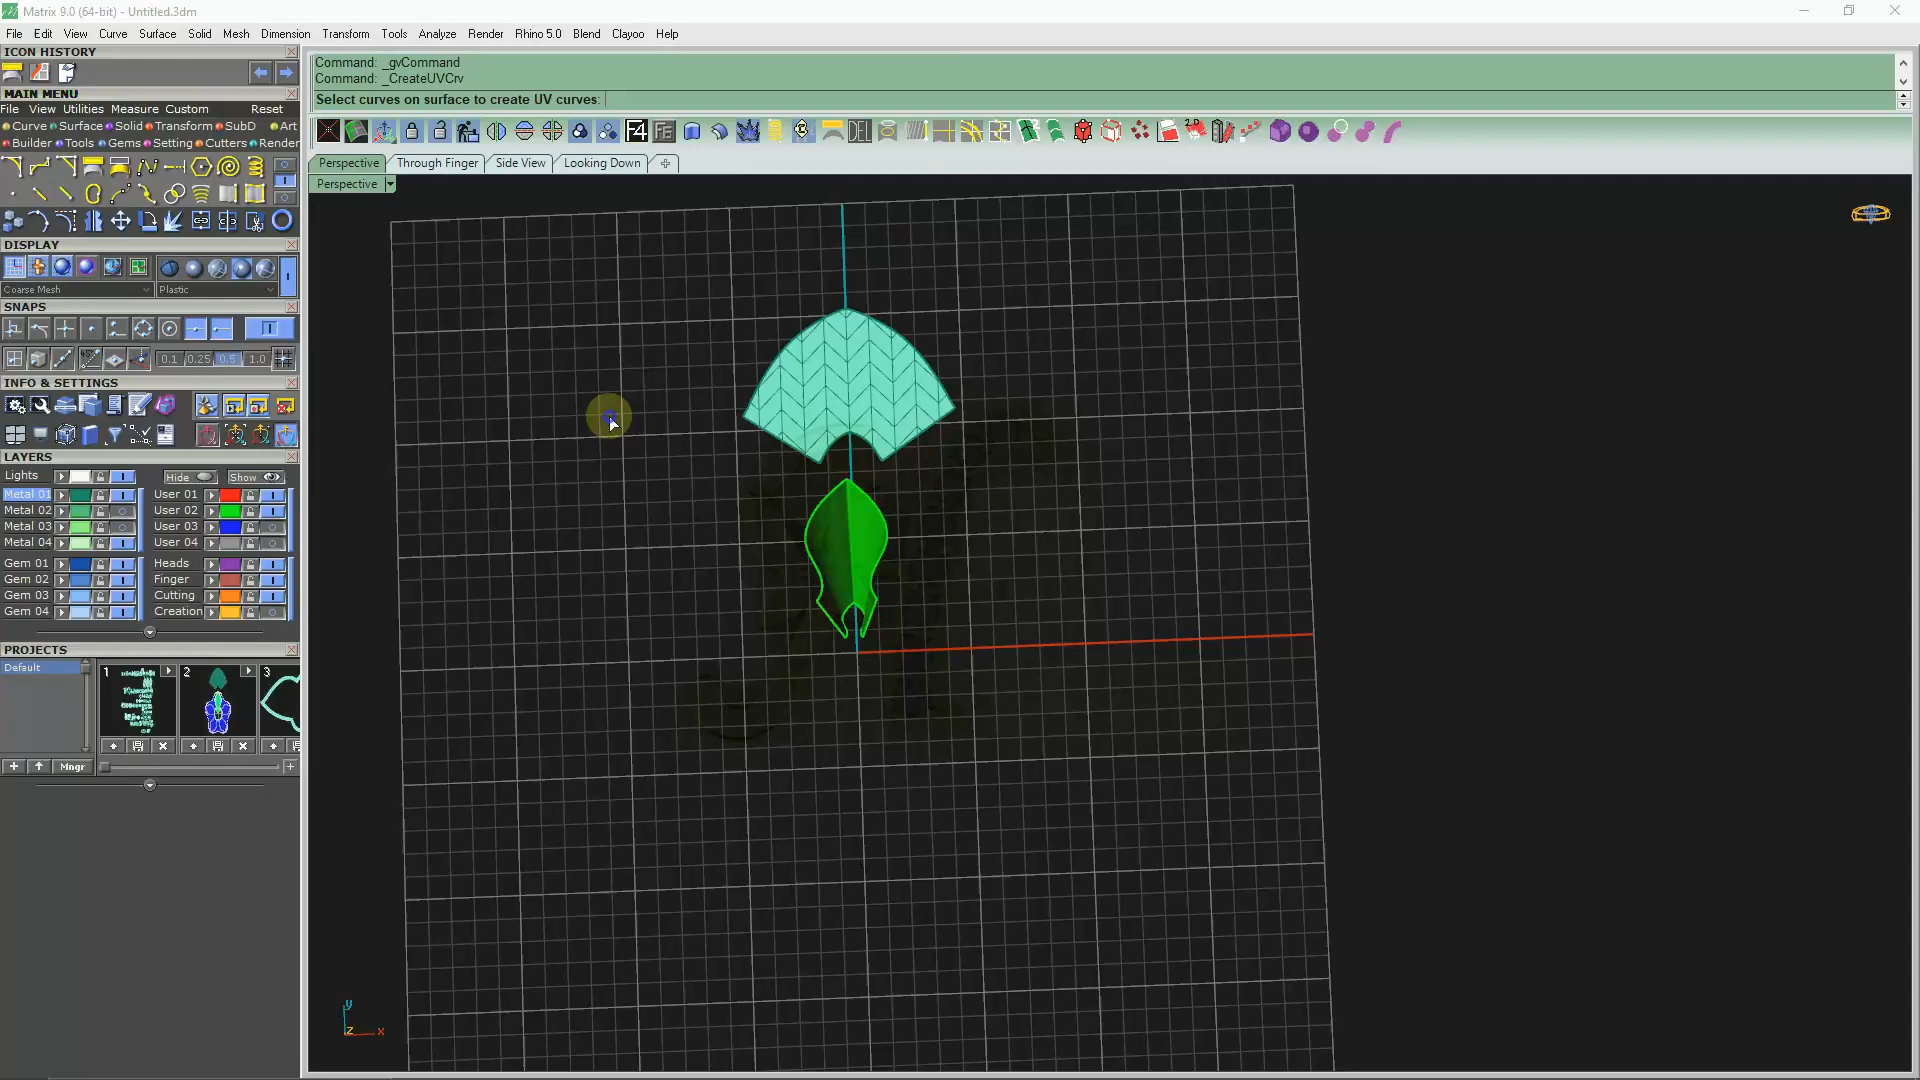 Matrix 9.0 (64-bit) - Untitled.3dm
File Edit View Curve Surface Solid Mesh Dimension Transform Tools Analyze Render Rhino 5.0 Blend Clayoo Help
ICON HISTORY
Command: _gvCommand
Command: _CreateUVCrv
Select curves on surface to create UV curves:
MAIN MENU
File View Utilities Measure Custom Reset
Curve Surface Solid Transform SubD Art
Builder Tools Gems Setting Cutters Render
F4 DEL 2D
Perspective Through Finger Side View Looking Down
Perspective
DISPLAY
Coarse Mesh Plastic
SNAPS
0.1 0.25 0.5 1.0
INFO & SETTINGS
LAYERS
Lights Hide Show
Metal 01 User 01
Metal 02 User 02
Metal 03 User 03
Metal 04 User 04
Gem 01 Heads
Gem 02 Finger
Gem 03 Cutting
Gem 04 Creation
PROJECTS
Default 1 2 3
Mngr
y
z x